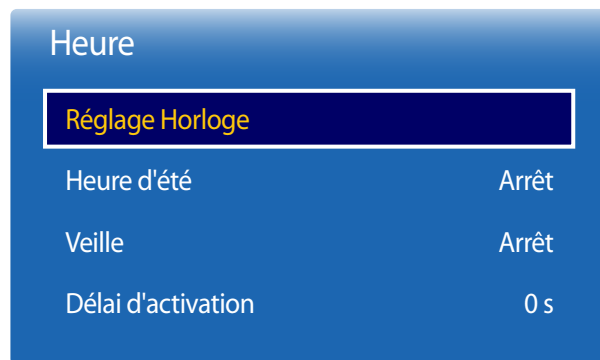 Heure
Réglage Horloge
Heure d'été Arrêt
Veille Arrêt
Délai d'activation 0 s